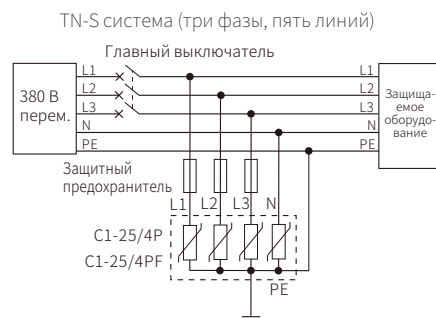 TN-S система (три фазы, пять линий)
Главный выключатель
380 В
перем.
L1
L2
L3
N
PE
L1
L2
L3
N
PE
Защища-
емое
оборудо-
вание
Защитный
предохранитель
L1 L2 L3 N
C1-25/4P
C1-25/4PF
PE